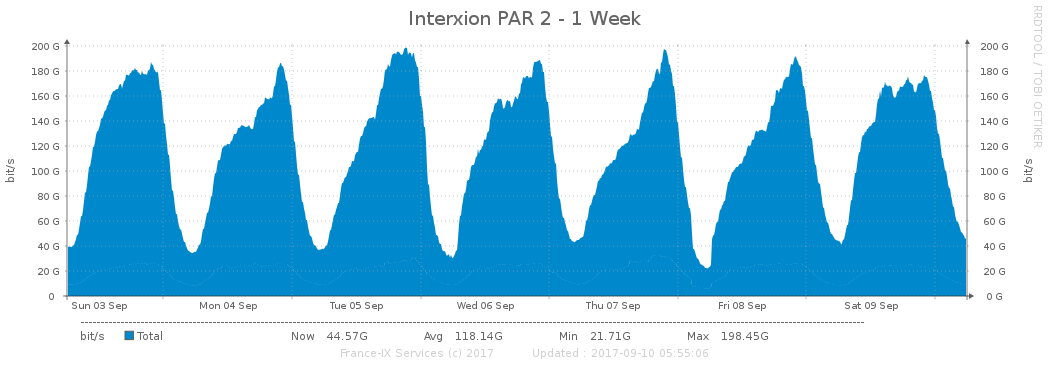 Interxion PAR 2 - 1 Week
RRDTOOL / TOBI OETIKER
bit/s
200 G 200 G
180 G 180 G
160 G 160 G
140 G 140 G
120 G 120 G
100 G 100 G
80 G 80 G
60 G 60 G
40 G 40 G
20 G 20 G
0 0 G
bit/s
Sun 03 Sep Mon 04 Sep Tue 05 Sep Wed 06 Sep Thu 07 Sep Fri 08 Sep Sat 09 Sep
bit/s Total Now 44.57G Avg 118.14G Min 21.71G Max 198.45G
France-IX Services (c) 2017 Updated : 2017-09-10 05:55:06